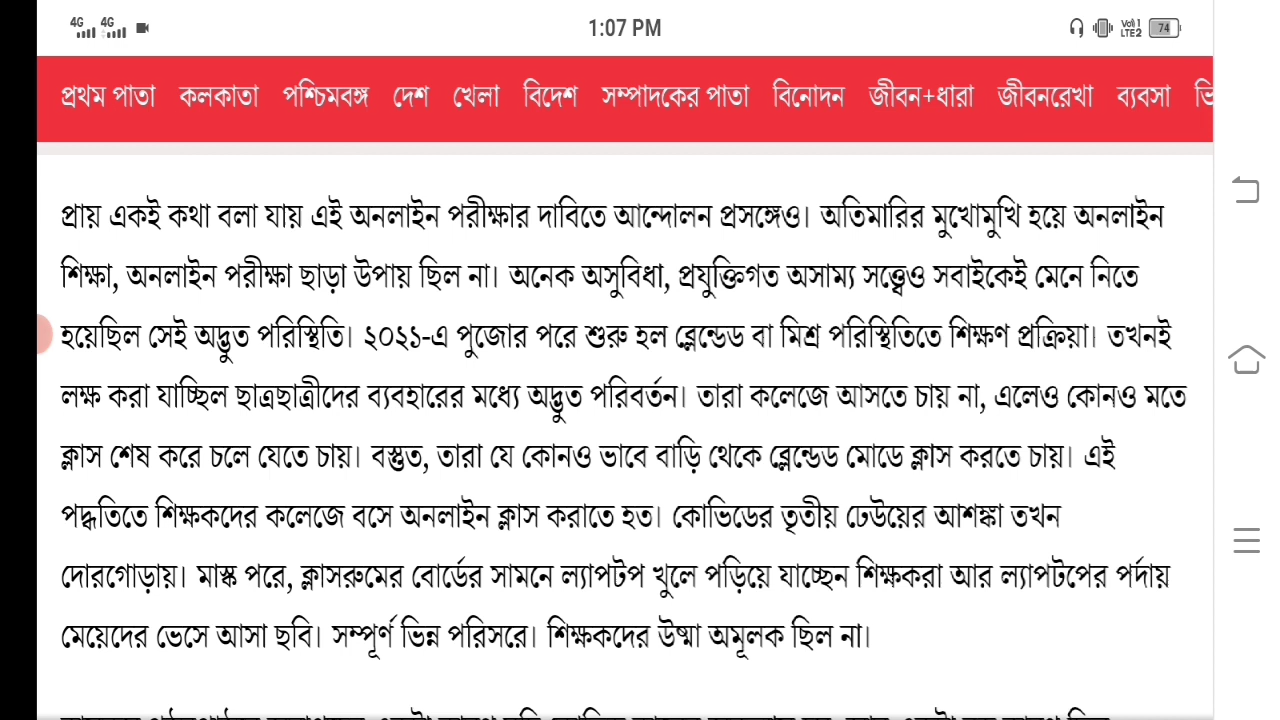 4G 4G 1:07 PM Vol) 1 LTE2 74
প্রথম পাতা কলকাতা পশ্চিমবঙ্গ দেশ খেলা বিদেশ সম্পাদকের পাতা বিনোদন জীবন+ধারা জীবনরেখা ব্যবসা
প্রায় একই কথা বলা যায় এই অনলাইন পরীক্ষার দাবিতে আন্দোলন প্রসঙ্গেও। অতিমারির মুখোমুখি হয়ে অনলাইন
শিক্ষা, অনলাইন পরীক্ষা ছাড়া উপায় ছিল না। অনেক অসুবিধা, প্রযুক্তিগত অসাম্য সত্ত্বেও সবাইকেই মেনে নিতে
হয়েছিল সেই অদ্ভুত পরিস্থিতি। ২০২১-এ পুজোর পরে শুরু হল ব্লেন্ডেড বা মিশ্র পরিস্থিতিতে শিক্ষণ প্রক্রিয়া। তখনই
লক্ষ করা যাচ্ছিল ছাত্রছাত্রীদের ব্যবহারের মধ্যে অদ্ভুত পরিবর্তন। তারা কলেজে আসতে চায় না, এলেও কোনও মতে
ক্লাস শেষ করে চলে যেতে চায়। বস্তুত, তারা যে কোনও ভাবে বাড়ি থেকে ব্লেন্ডেড মোডে ক্লাস করতে চায়। এই
পদ্ধতিতে শিক্ষকদের কলেজে বসে অনলাইন ক্লাস করাতে হত। কোভিডের তৃতীয় ঢেউয়ের আশঙ্কা তখন
দোরগোড়ায়। মাস্ক পরে, ক্লাসরুমের বোর্ডের সামনে ল্যাপটপ খুলে পড়িয়ে যাচ্ছেন শিক্ষকরা আর ল্যাপটপের পর্দায়
মেয়েদের ভেসে আসা ছবি। সম্পূর্ণ ভিন্ন পরিসরে। শিক্ষকদের উষ্মা অমূলক ছিল না।